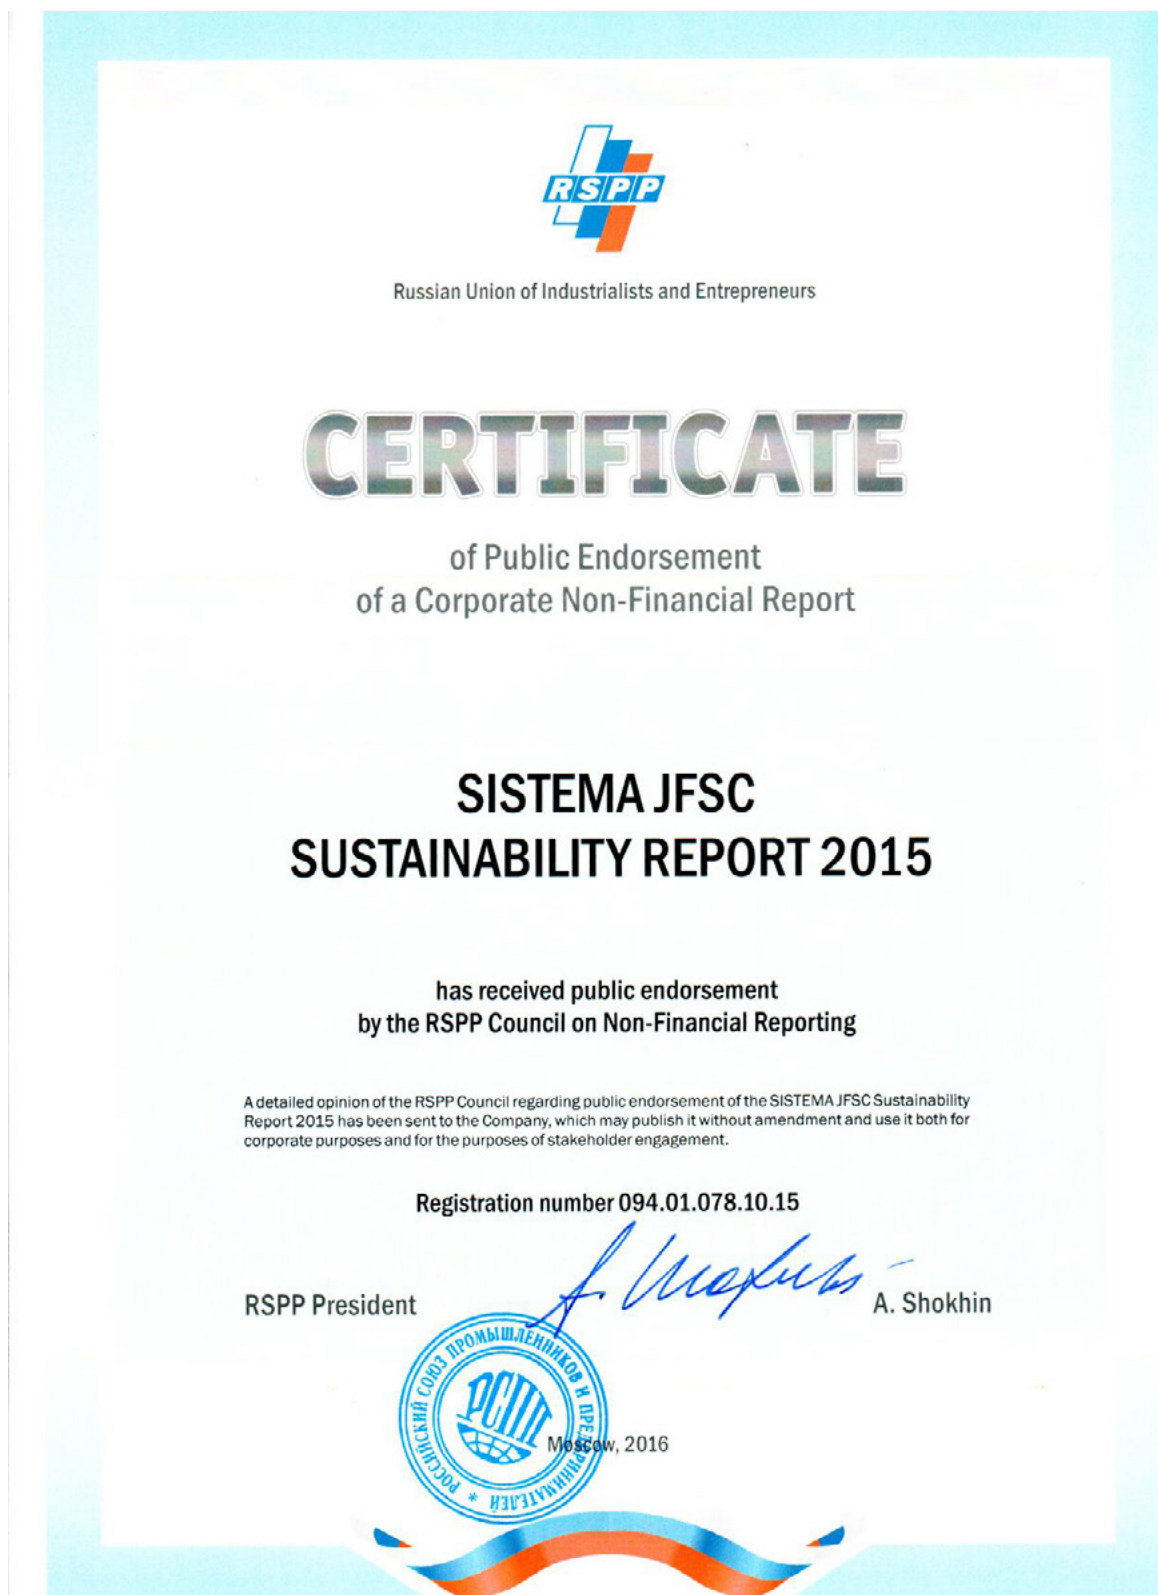 RSPP
Russian Union of Industrialists and Entrepreneurs
CERTIFICATE
of Public Endorsement
of a Corporate Non-Financial Report
SISTEMA JFSC
SUSTAINABILITY REPORT 2015
has received public endorsement
by the RSPP Council on Non-Financial Reporting
A detailed opinion of the RSPP Council regarding public endorsement of the SISTEMA JFSC Sustainability
Report 2015 has been sent to the Company, which may publish it without amendment and use it both for
corporate purposes and for the purposes of stakeholder engagement.
Registration number 094.01.078.10.15
RSPP President
A. Shokhin
РОССИЙСКИЙ СОЮЗ ПРОМЫШЛЕННИКОВ И ПРЕДПРИНИМАТЕЛЕЙ *
РСПП
Moscow, 2016